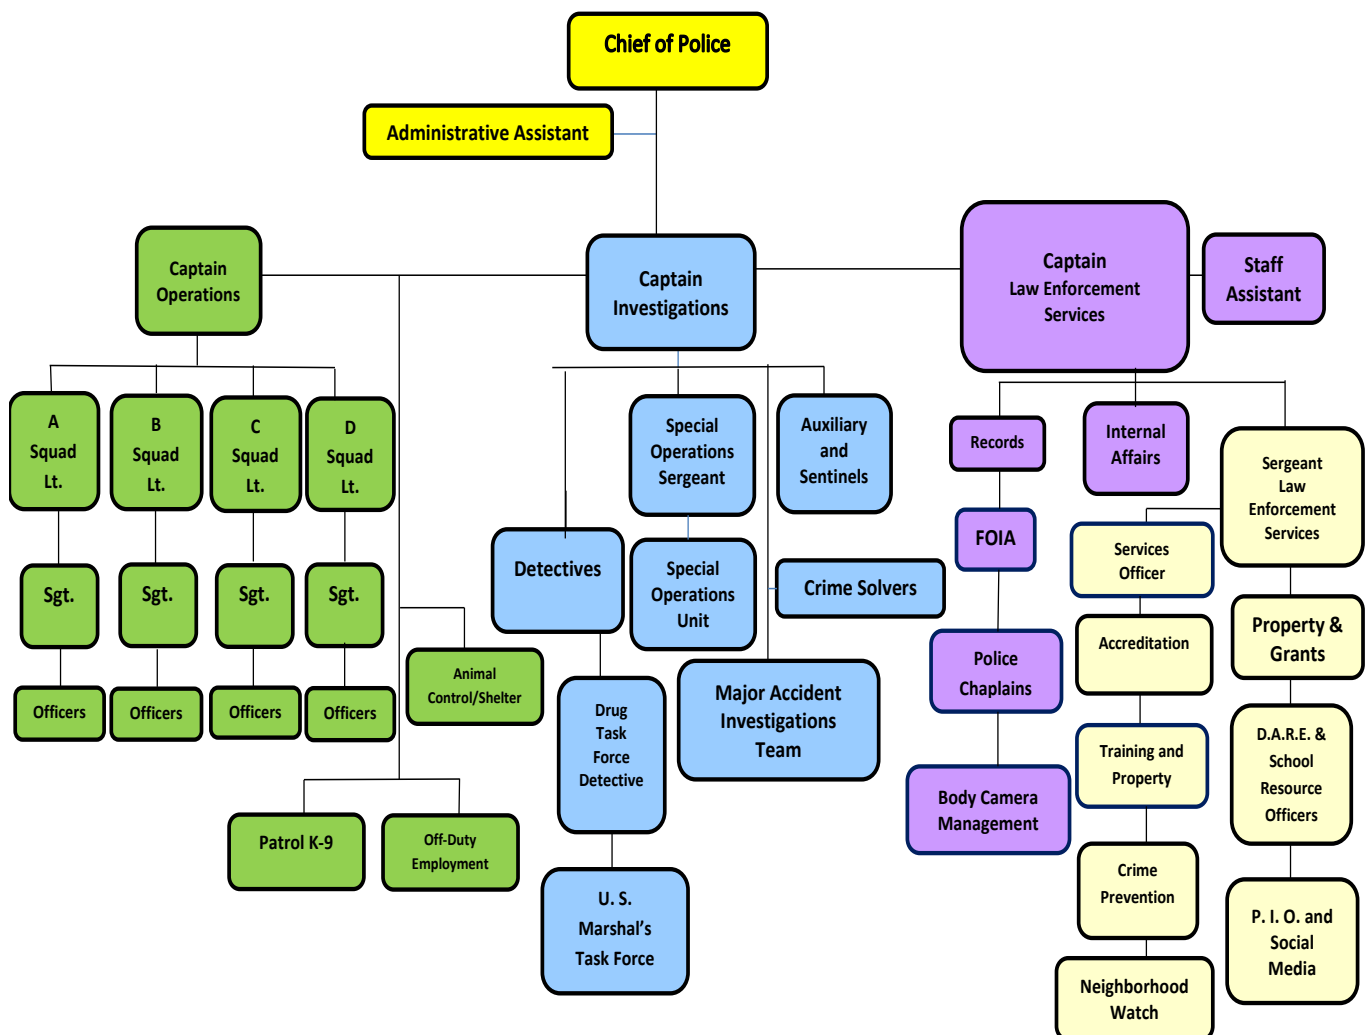 Chief of Police
Administrative Assistant
Captain
Operations
Captain
Investigations
Captain
Law Enforcement
Services
Staff
Assistant
A
Squad
Lt.
B
Squad
Lt.
C
Squad
Lt.
D
Squad
Lt.
Special
Operations
Sergeant
Auxiliary
and
Sentinels
Records
Internal
Affairs
Sergeant
Law
Enforcement
Services
Sgt.
Sgt.
Sgt.
Sgt.
Detectives
Special
Operations
Unit
Crime Solvers
FOIA
Services
Officer
Accreditation
Property &
Grants
Officers
Officers
Officers
Officers
Animal
Control/Shelter
Drug
Task
Force
Detective
Major Accident
Investigations
Team
Police
Chaplains
Training and
Property
D.A.R.E. &
School
Resource
Officers
Patrol K-9
Off-Duty
Employment
Body Camera
Management
Crime
Prevention
U. S.
Marshal’s
Task Force
P. I. O. and
Social
Media
Neighborhood
Watch